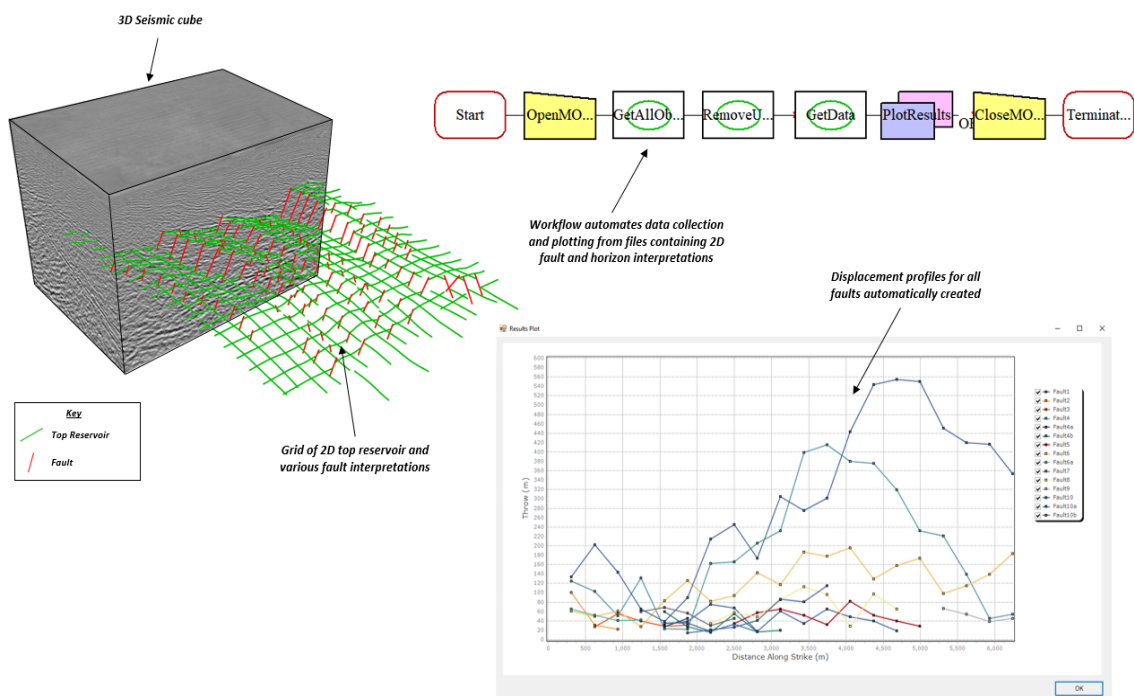 3D Seismic cube
Start
OpenMO...
GetAllOb...
RemoveU...
GetData
PlotResults
CloseMO...
Terminat...
Workflow automates data collection
and plotting from files containing 2D
fault and horizon interpretations
Displacement profiles for all
faults automatically created
Key
Top Reservoir
Fault
Grid of 2D top reservoir and
various fault interpretations
Results Plot
600
580
560
540
520
500
480
460
440
420
400
380
360
340
320
300
280
260
240
220
200
180
160
140
120
100
80
60
40
20
0
Throw (m)
0
500
1,000
1,500
2,000
2,500
3,000
3,500
4,000
4,500
5,000
5,500
6,000
Distance Along Strike (m)
Fault1
Fault2
Fault3
Fault4
Fault4a
Fault4b
Fault5
Fault6
Fault6a
Fault7
Fault8
Fault9
Fault10
Fault10a
Fault10b
OK